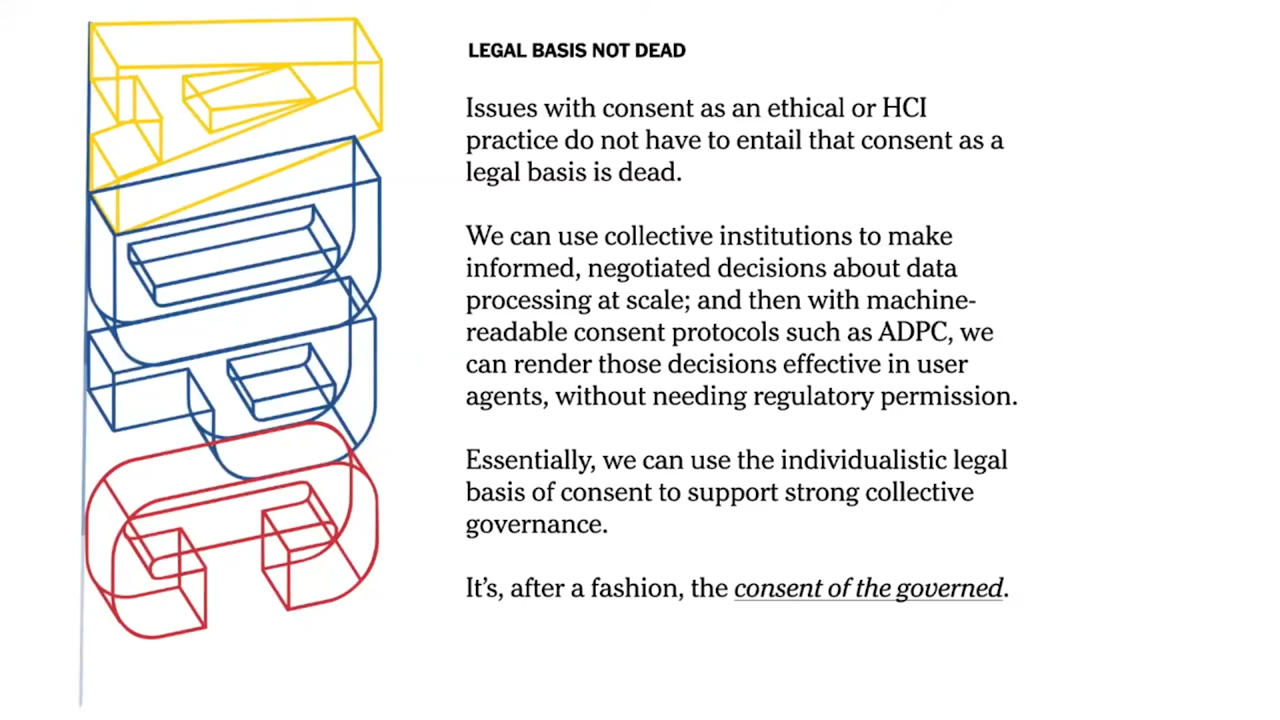 LEGAL BASIS NOT DEAD
Issues with consent as an ethical or HCI
practice do not have to entail that consent as a
legal basis is dead.
We can use collective institutions to make
informed, negotiated decisions about data
processing at scale; and then with machine-
readable consent protocols such as ADPC, we
can render those decisions effective in user
agents, without needing regulatory permission.
Essentially, we can use the individualistic legal
basis of consent to support strong collective
governance.
It’s, after a fashion, the consent of the governed.